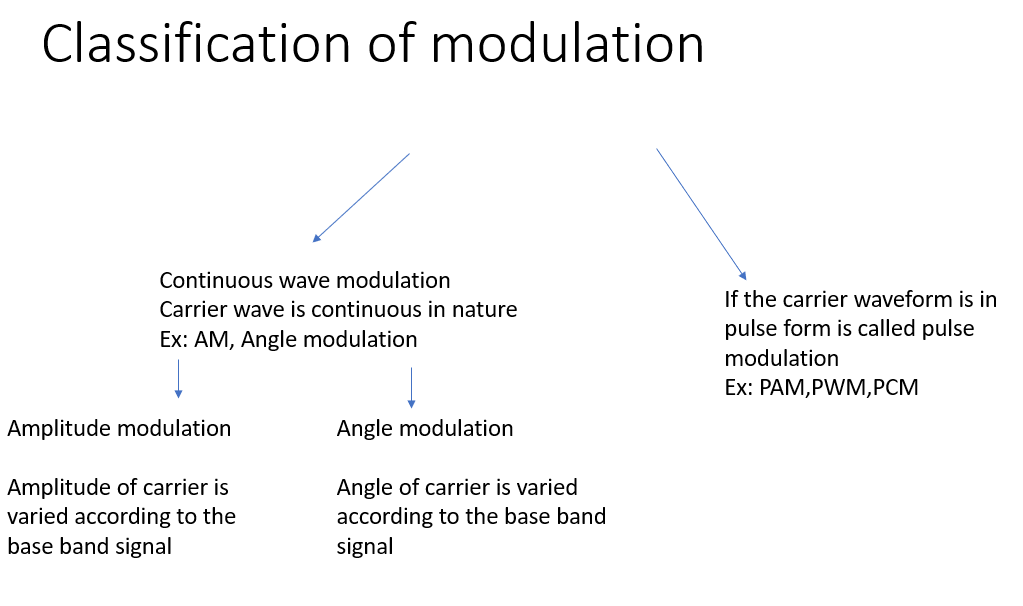 Classification of modulation
Continuous wave modulation
Carrier wave is continuous in nature
Ex: AM, Angle modulation
If the carrier waveform is in
pulse form is called pulse
modulation
Ex: PAM,PWM,PCM
Amplitude modulation
Amplitude of carrier is
varied according to the
base band signal
Angle modulation
Angle of carrier is varied
according to the base band
signal